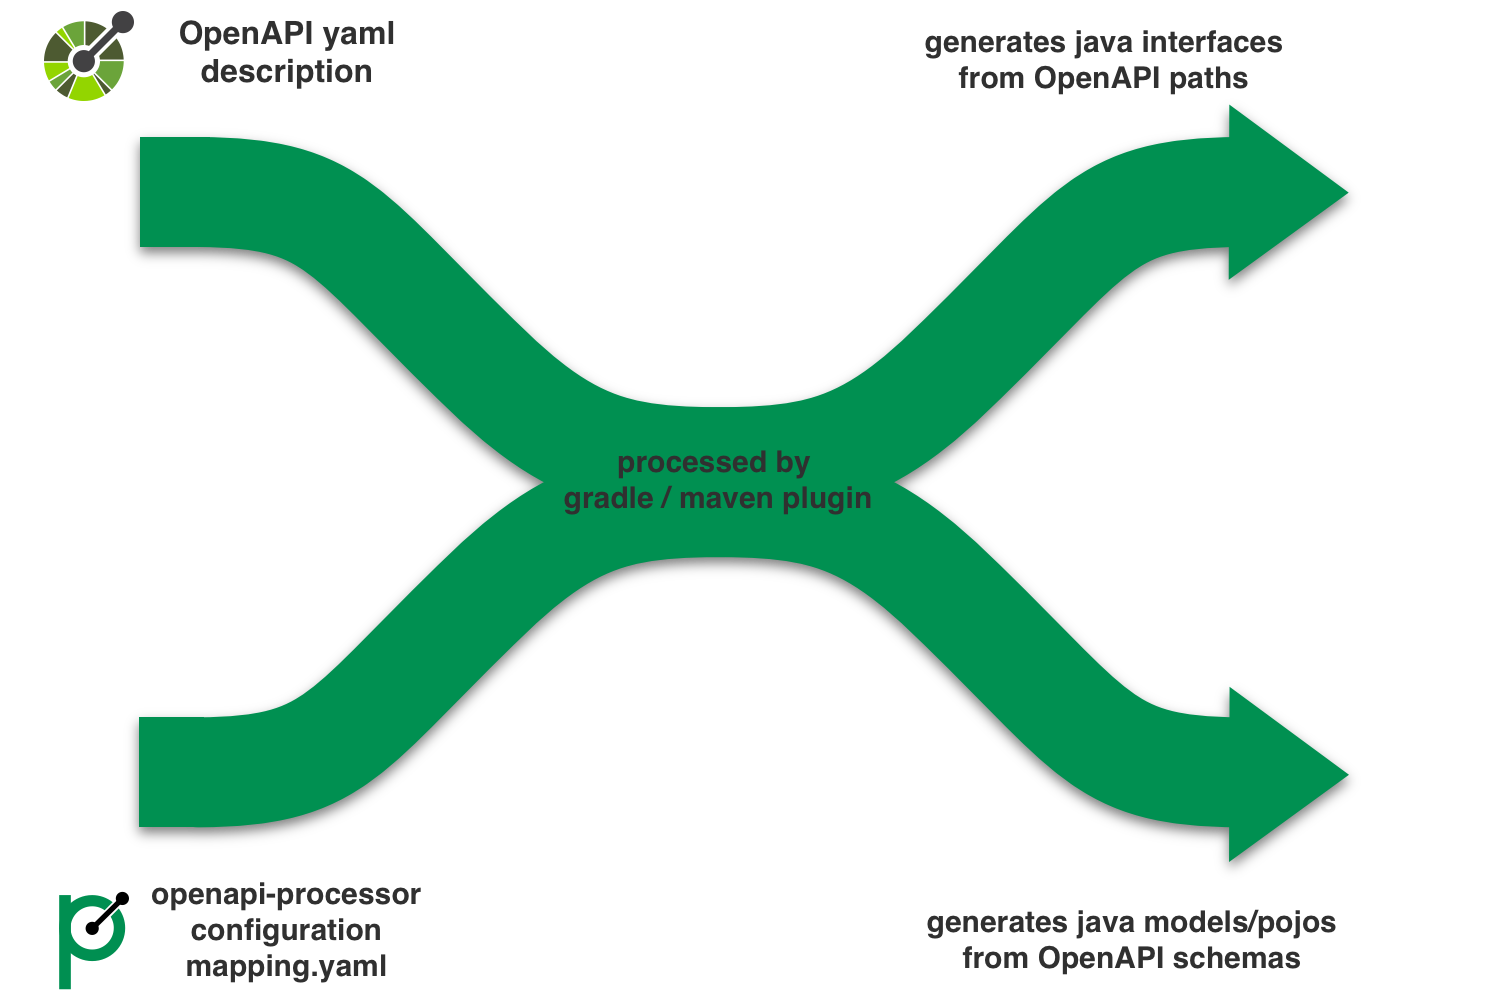 OpenAPI yaml
description
generates java interfaces
from OpenAPI paths
processed by
gradle / maven plugin
openapi-processor
configuration
mapping.yaml
generates java models/pojos
from OpenAPI schemas